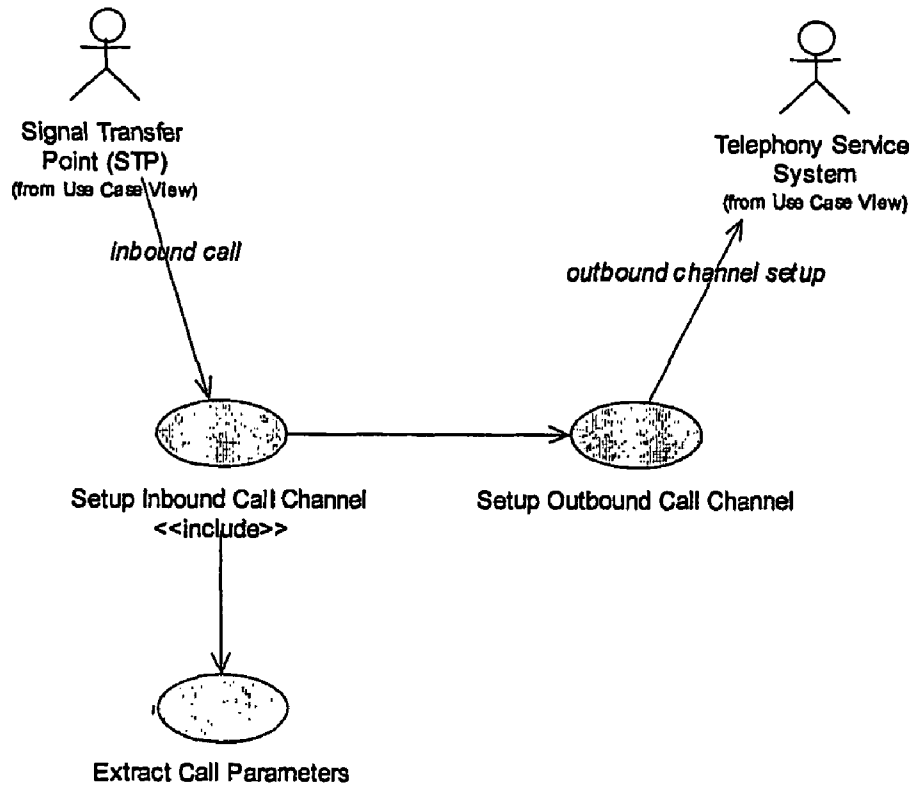 Signal Transfer
Point (STP)
(from Use Case View)
Telephony Service
System
(from Use Case View)
inbound call
outbound channel setup
Setup Inbound Call Channel
<<include>>
Setup Outbound Call Channel
Extract Call Parameters